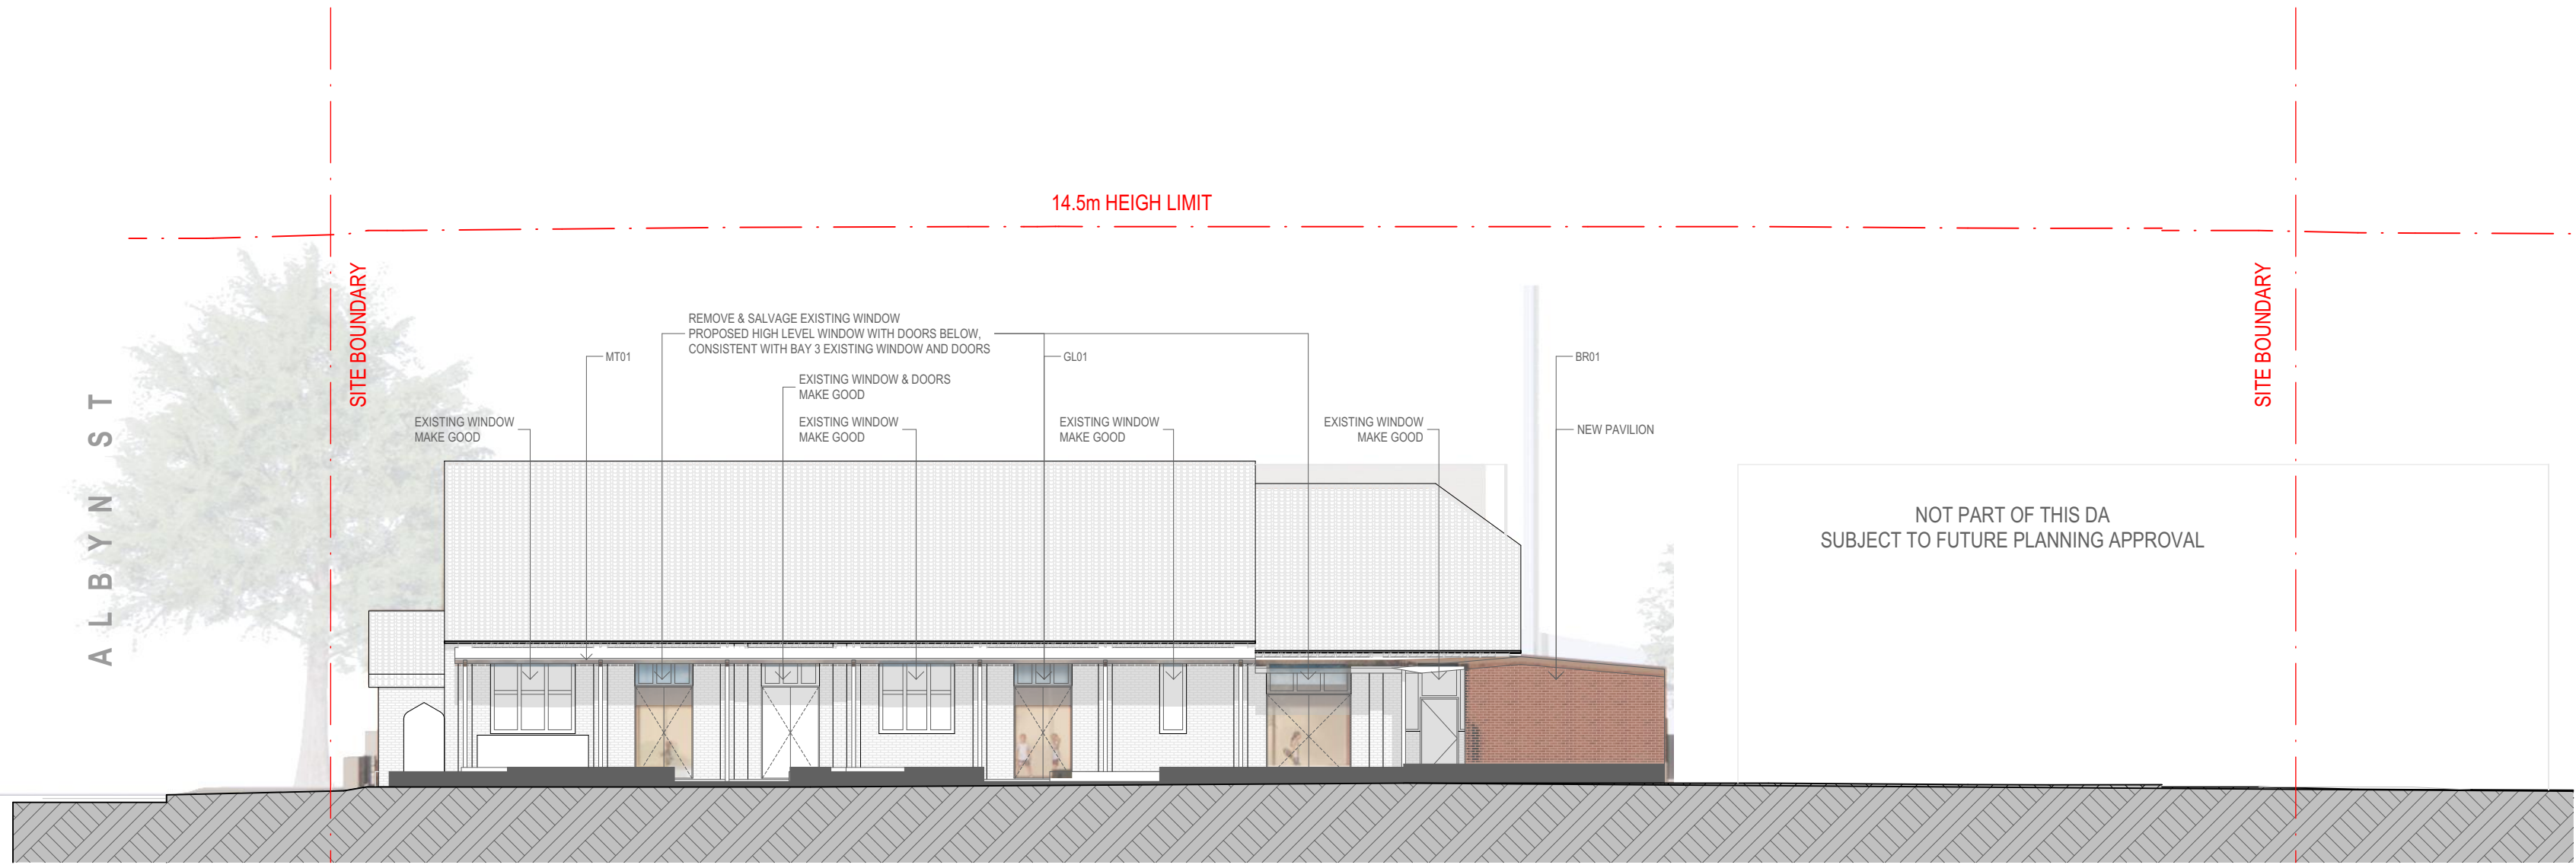 14.5m HEIGH LIMIT
SITE BOUNDARY
SITE BOUNDARY
ALBYN ST
REMOVE & SALVAGE EXISTING WINDOW
PROPOSED HIGH LEVEL WINDOW WITH DOORS BELOW,
CONSISTENT WITH BAY 3 EXISTING WINDOW AND DOORS
MT01
GL01
BR01
EXISTING WINDOW & DOORS
MAKE GOOD
EXISTING WINDOW
MAKE GOOD
EXISTING WINDOW
MAKE GOOD
EXISTING WINDOW
MAKE GOOD
EXISTING WINDOW
MAKE GOOD
NEW PAVILION
NOT PART OF THIS DA
SUBJECT TO FUTURE PLANNING APPROVAL